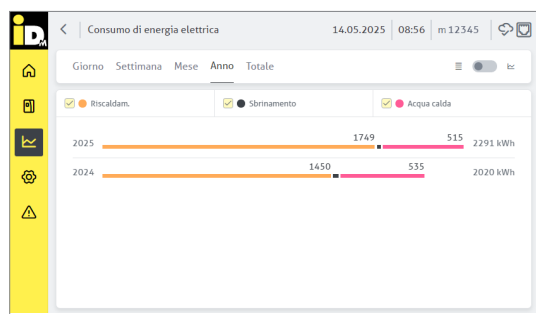 iDM
Consumo di energia elettrica 14.05.2025 08:56 m 12345
Giorno Settimana Mese Anno Totale
Riscaldam. Sbrinamento Acqua calda
2025 1749 515 2291 kWh
2024 1450 535 2020 kWh